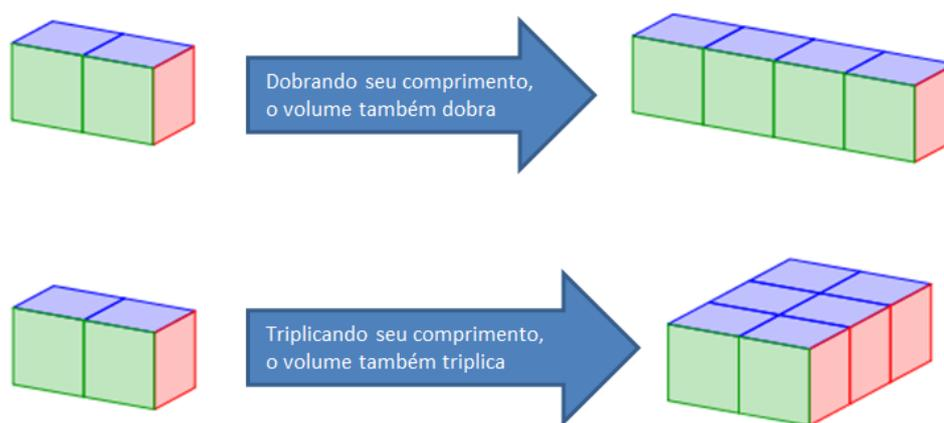 Dobrando seu comprimento,
o volume também dobra
Triplicando seu comprimento,
o volume também triplica